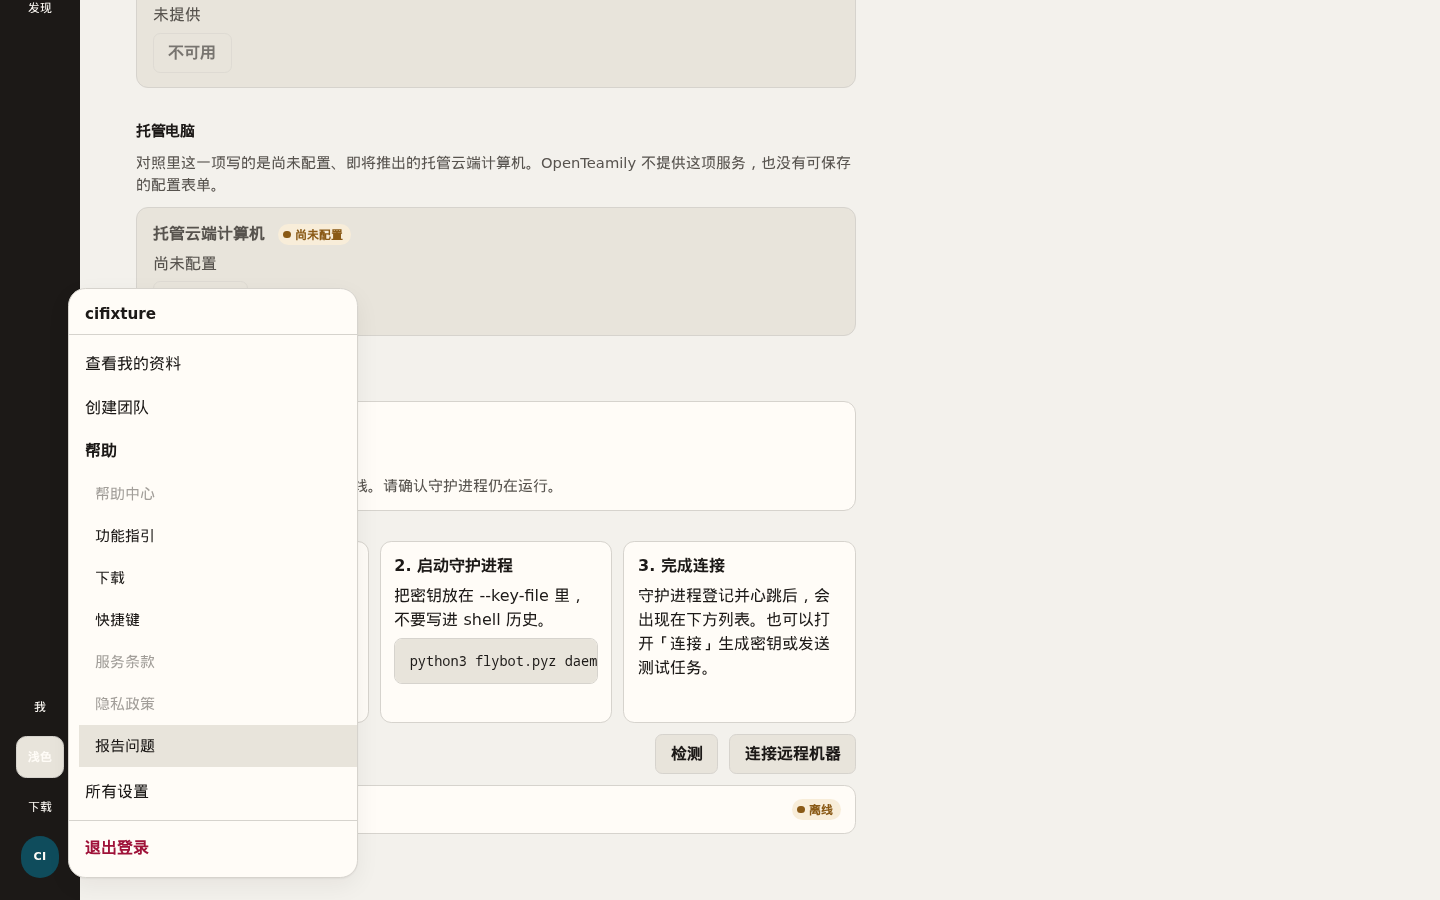 发现
未提供
不可用
托管电脑
对照里这一项写的是尚未配置、即将推出的托管云端计算机。OpenTeamily 不提供这项服务，也没有可保存
的配置表单。
托管云端计算机
尚未配置
尚未配置
cifixture
查看我的资料
创建团队
帮助
帮助中心
功能指引
下载
快捷键
服务条款
隐私政策
报告问题
所有设置
退出登录
线。请确认守护进程仍在运行。
2. 启动守护进程
把密钥放在 --key-file 里，
不要写进 shell 历史。
python3 flybot.pyz daem
3. 完成连接
守护进程登记并心跳后，会
出现在下方列表。也可以打
开「连接」生成密钥或发送
测试任务。
检测
连接远程机器
离线
我
浅色
下载
CI